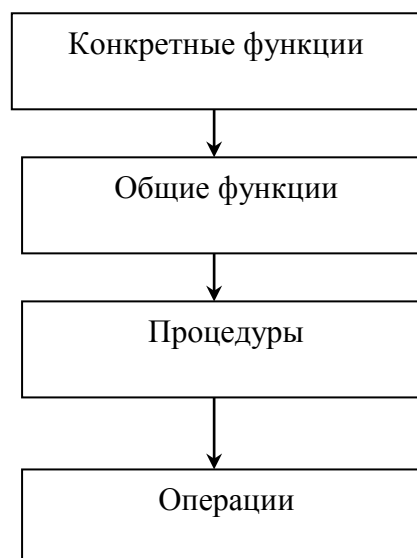 Конкретные функции
Общие функции
Процедуры
Операции